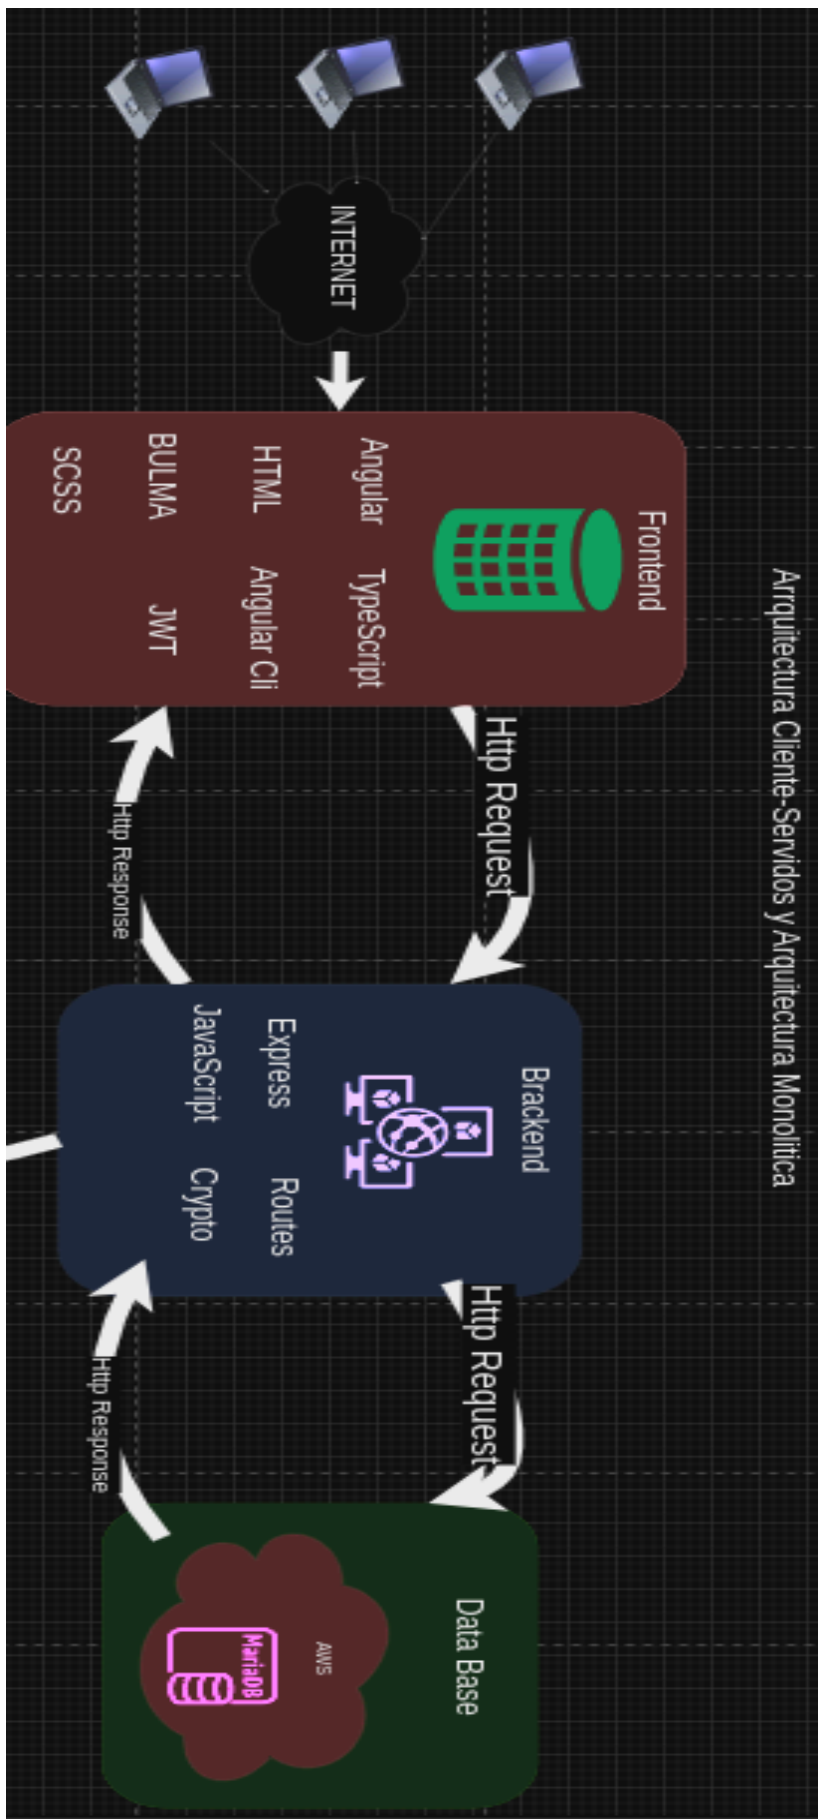 Arrquitectura Cliente-Servidos y Arquitectura Monolitica
INTERNET
Frontend
Angular
TypeScript
HTML
Angular Cli
BULMA
JWT
SCSS
Http Request
Http Response
Brackend
Express
Routes
JavaScript
Crypto
Http Request
Http Response
Data Base
AWS
MariaDB